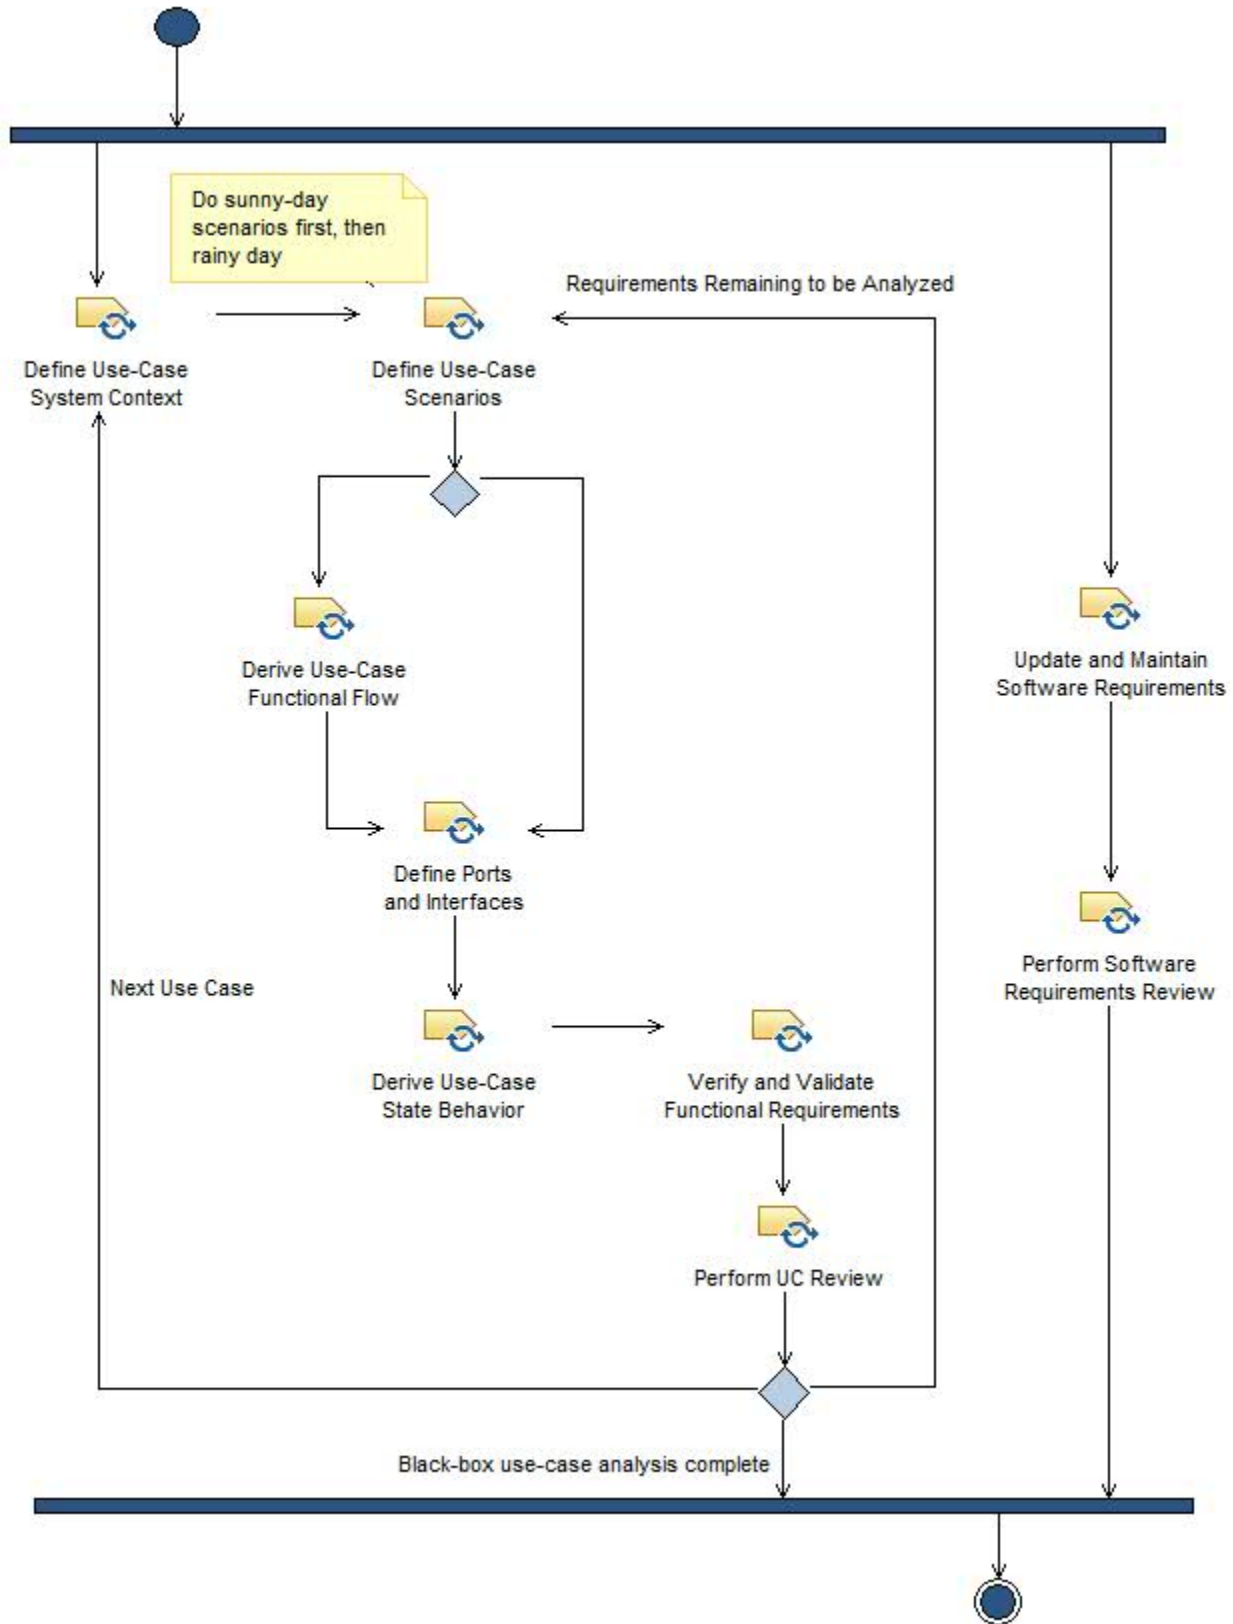 Do sunny-day
scenarios first, then
rainy day
Requirements Remaining to be Analyzed
Define Use-Case
System Context
Define Use-Case
Scenarios
Derive Use-Case
Functional Flow
Update and Maintain
Software Requirements
Define Ports
and Interfaces
Perform Software
Requirements Review
Next Use Case
Derive Use-Case
State Behavior
Verify and Validate
Functional Requirements
Perform UC Review
Black-box use-case analysis complete